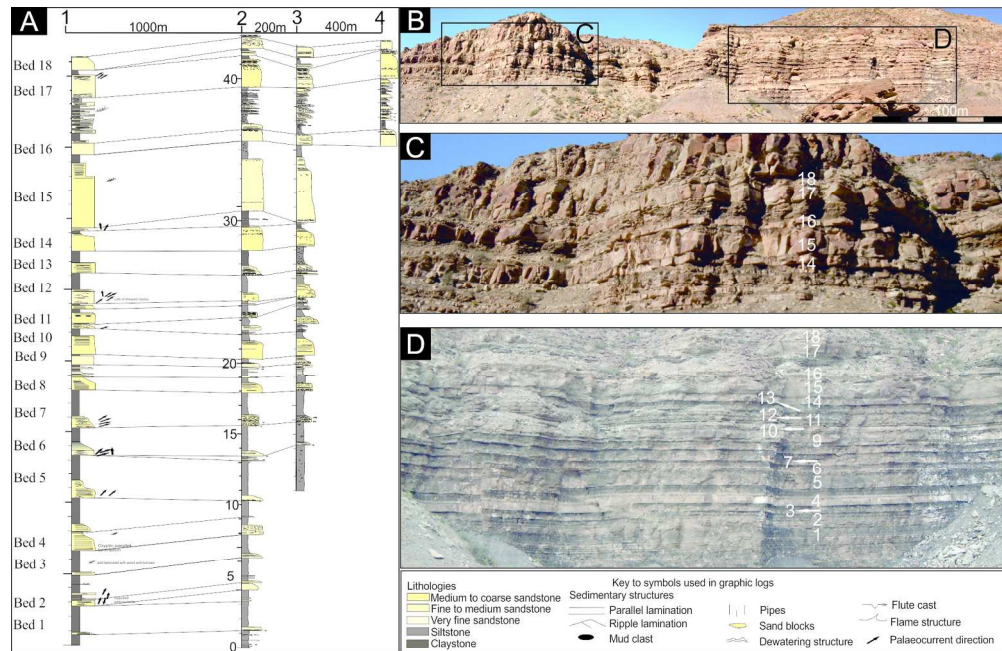 A
1
1000m
2
200m
3
400m
4
Bed 18
Bed 17
Bed 16
Bed 15
Bed 14
Bed 13
Bed 12
Bed 11
Bed 10
Bed 9
Bed 8
Bed 7
Bed 6
Bed 5
Bed 4
Bed 3
Bed 2
Bed 1
40
30
25
20
15
10
5
0
B
C
D
100m
C
18
17
16
15
14
D
18
17
16
15
14
13
12
11
10
9
7
6
5
4
3
2
1
Key to symbols used in graphic logs
Lithologies
Medium to coarse sandstone
Fine to medium sandstone
Very fine sandstone
Siltstone
Claystone
Sedimentary structures
Parallel lamination
Ripple lamination
Mud clast
Pipes
Sand blocks
Dewatering structure
Flute cast
Flame structure
Palaeocurrent direction